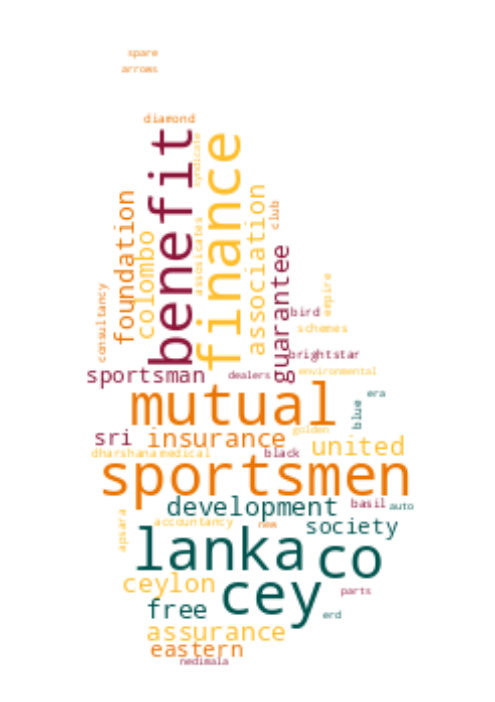 spare
arrows
diamond
benefit
syndicate
finance
foundation
colombo
assosicates
association
club
guarantee
consultancy
empire
bird
schemes
brightstar
sportsman
dealers
environmental
mutual
era
blue
sri
insurance
golden
united
dharshana
medical
black
sportsmen
development
basil
auto
apsara
accountancy
new
society
lanka
co
ceylon
cey
parts
free
erd
assurance
eastern
nedimala